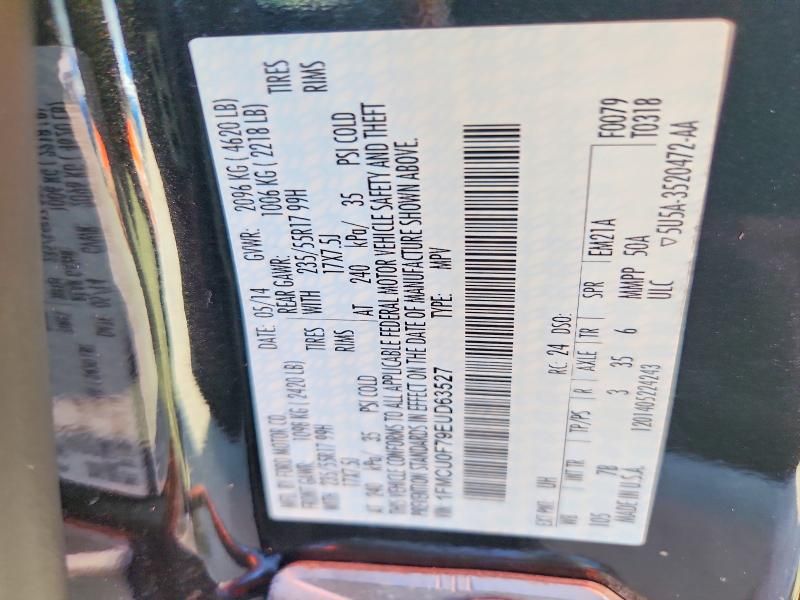 MFD. BY FORD MOTOR CO.
DATE: 05/14 GVWR: 2096 KG ( 4620 LB)
FRONT GAWR: 1098 KG ( 2420 LB) REAR GAWR: 1006 KG ( 2218 LB)
WITH 235/55R17 99H TIRES WITH 235/55R17 99H TIRES
17X7.5J RIMS 17X7.5J RIMS
AT 240 kPa/ 35 PSI COLD AT 240 kPa/ 35 PSI COLD
THIS VEHICLE CONFORMS TO ALL APPLICABLE FEDERAL MOTOR VEHICLE SAFETY AND THEFT
PREVENTION STANDARDS IN EFFECT ON THE DATE OF MANUFACTURE SHOWN ABOVE.
VIN: 1FMCU0F79EUD63527 TYPE: MPV
EXT PNT: UH RC: 24 DSO: F0079
WB INT TR TP/PS R AXLE TR SPR EM21A T0318
105 7B 3 35 6 MMPP 50A
MADE IN U.S.A. 1201405224243 ULC ▽5U5A-3520472-AA